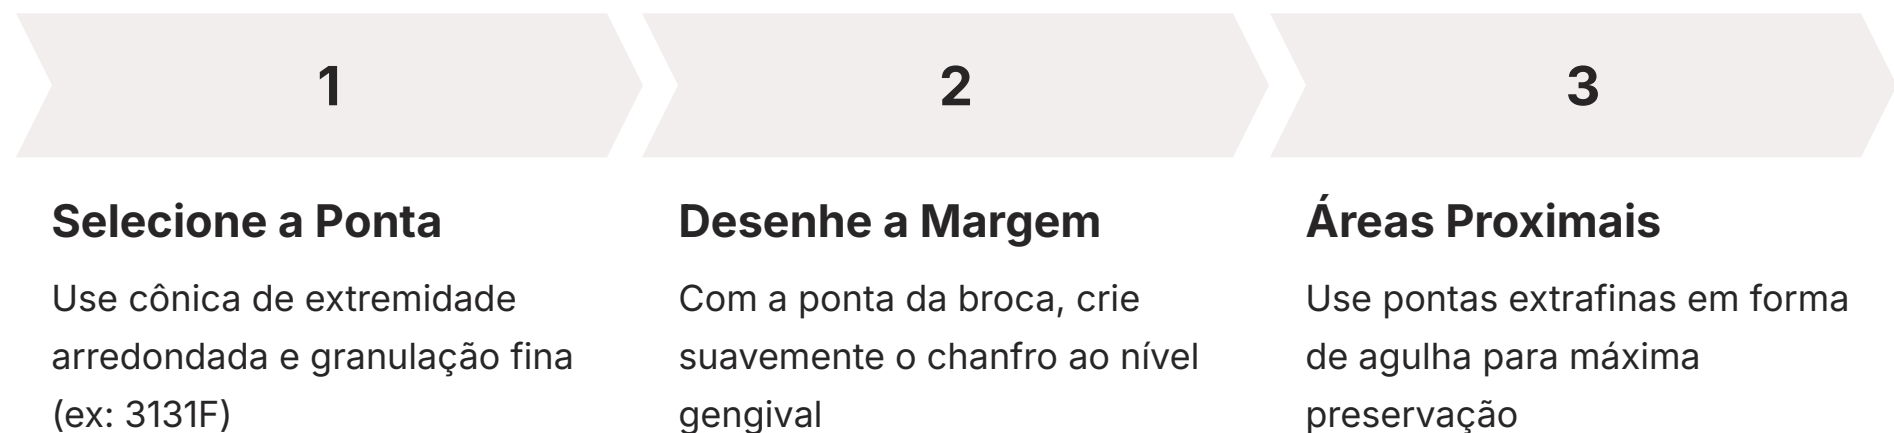 1
Selecione a Ponta
Use cônica de extremidade
arredondada e granulação fina
(ex: 3131F)
2
Desenhe a Margem
Com a ponta da broca, crie
suavemente o chanfro ao nível
gengival
3
Áreas Proximais
Use pontas extrafinas em forma
de agulha para máxima
preservação